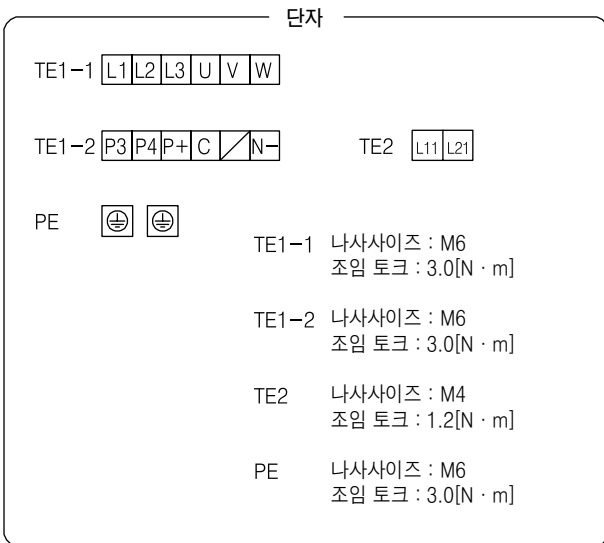 단자
TE1-1 L1 L2 L3 U V W
TE1-2 P3 P4 P+ C N- TE2 L11 L21
PE
TE1-1 나사사이즈 : M6
조임 토크 : 3.0[N · m]
TE1-2 나사사이즈 : M6
조임 토크 : 3.0[N · m]
TE2 나사사이즈 : M4
조임 토크 : 1.2[N · m]
PE 나사사이즈 : M6
조임 토크 : 3.0[N · m]